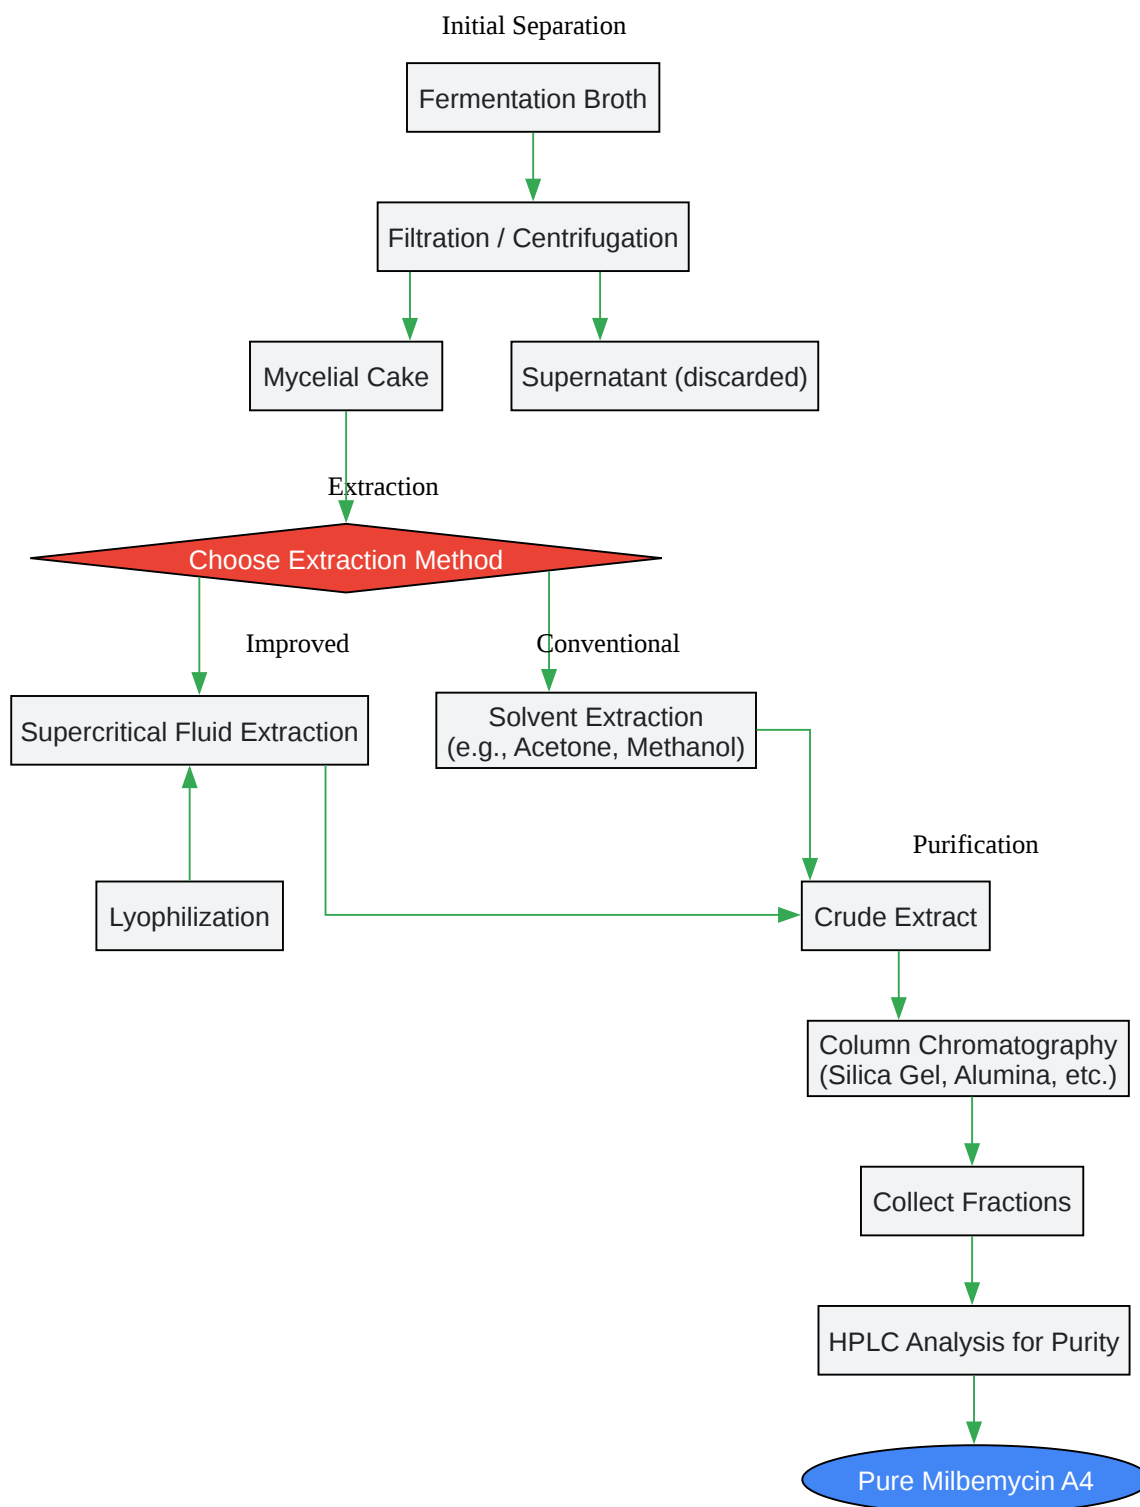 Initial Separation
Fermentation Broth
Filtration / Centrifugation
Mycelial Cake
Supernatant (discarded)
Extraction
Choose Extraction Method
Improved
Conventional
Supercritical Fluid Extraction
Solvent Extraction
(e.g., Acetone, Methanol)
Purification
Lyophilization
Crude Extract
Column Chromatography
(Silica Gel, Alumina, etc.)
Collect Fractions
HPLC Analysis for Purity
Pure Milbemycin A4